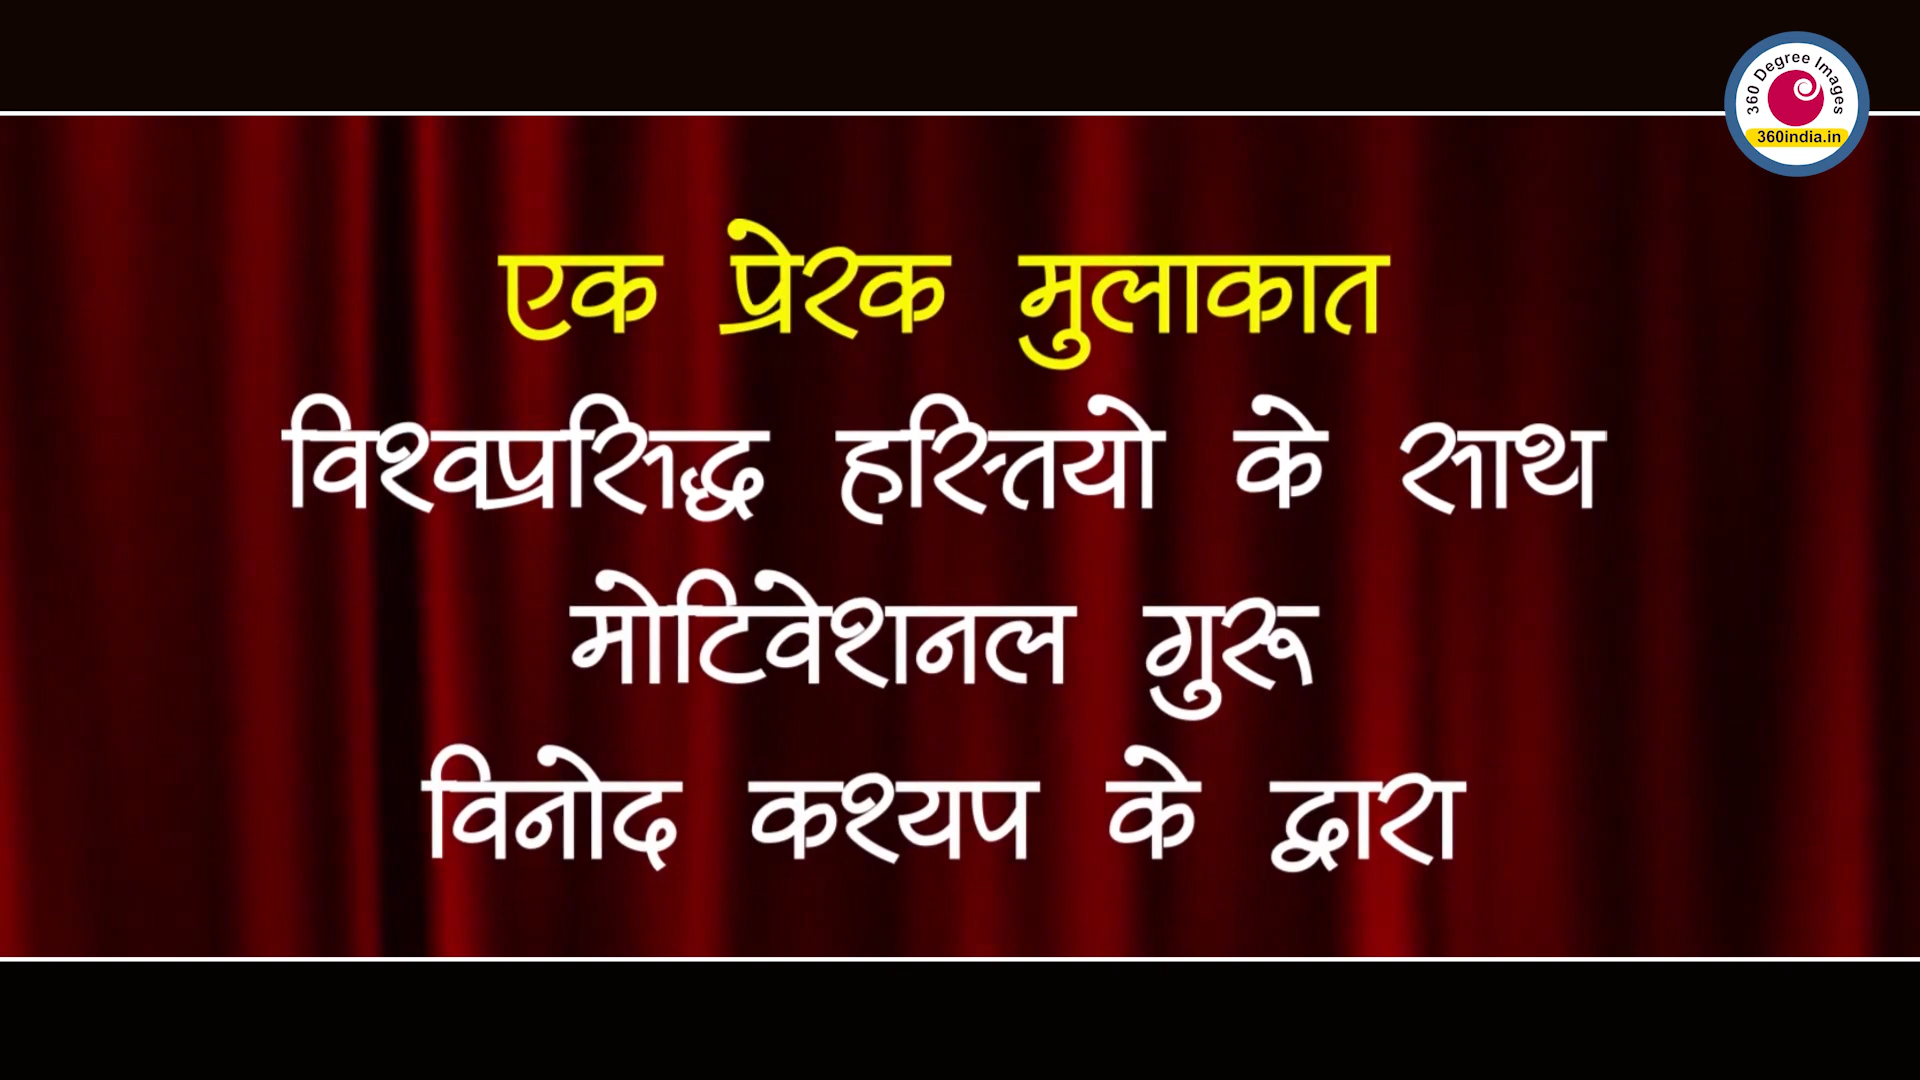 360 Degree Images
360india.in
एक प्रेरक मुलाकात
विश्वप्रसिद्ध हस्तियो के साथ
मोटिवेशनल गुरू
विनोद कश्यप के द्वारा